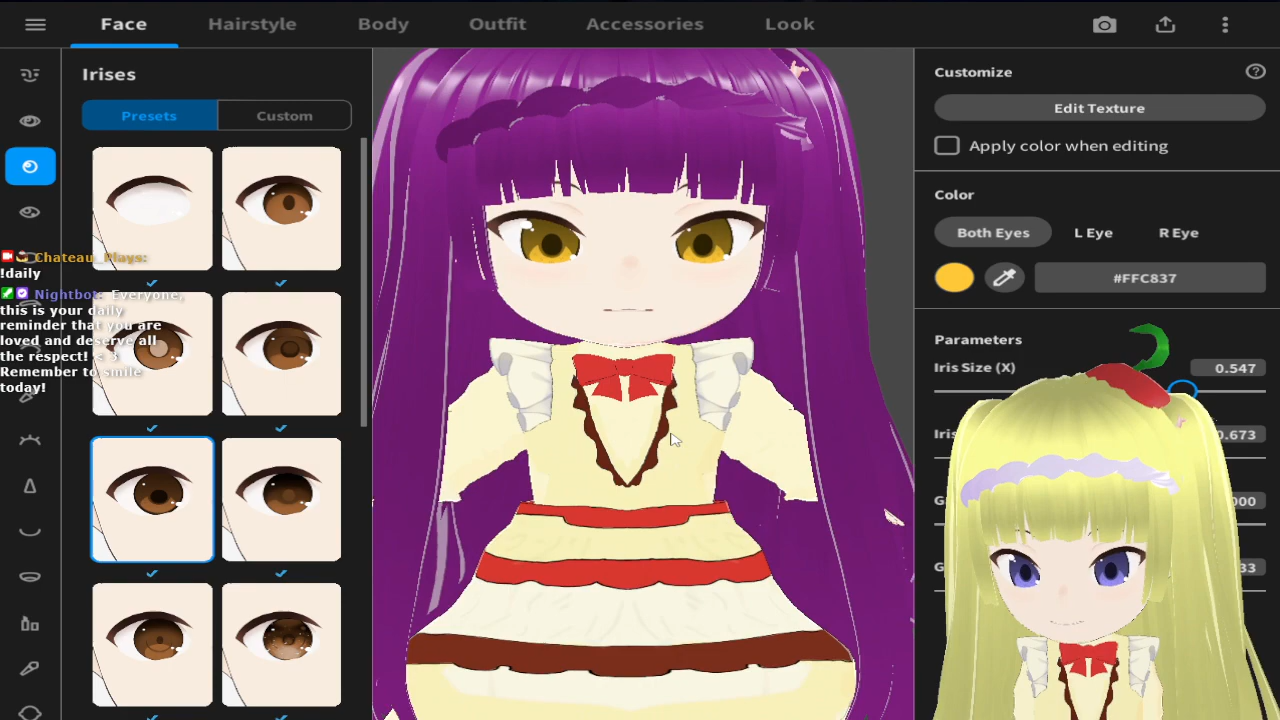 Face Hairstyle Body Outfit Accessories Look
Irises
Presets Custom
Chateau_Plays:
!daily
Nightbot: Everyone,
this is your daily
reminder that you are
loved and deserve all
the respect! < 3
Remember to smile
today!
Customize
Edit Texture
Apply color when editing
Color
Both Eyes L Eye R Eye
#FFC837
Parameters
Iris Size (X) 0.547
Iris 0.673